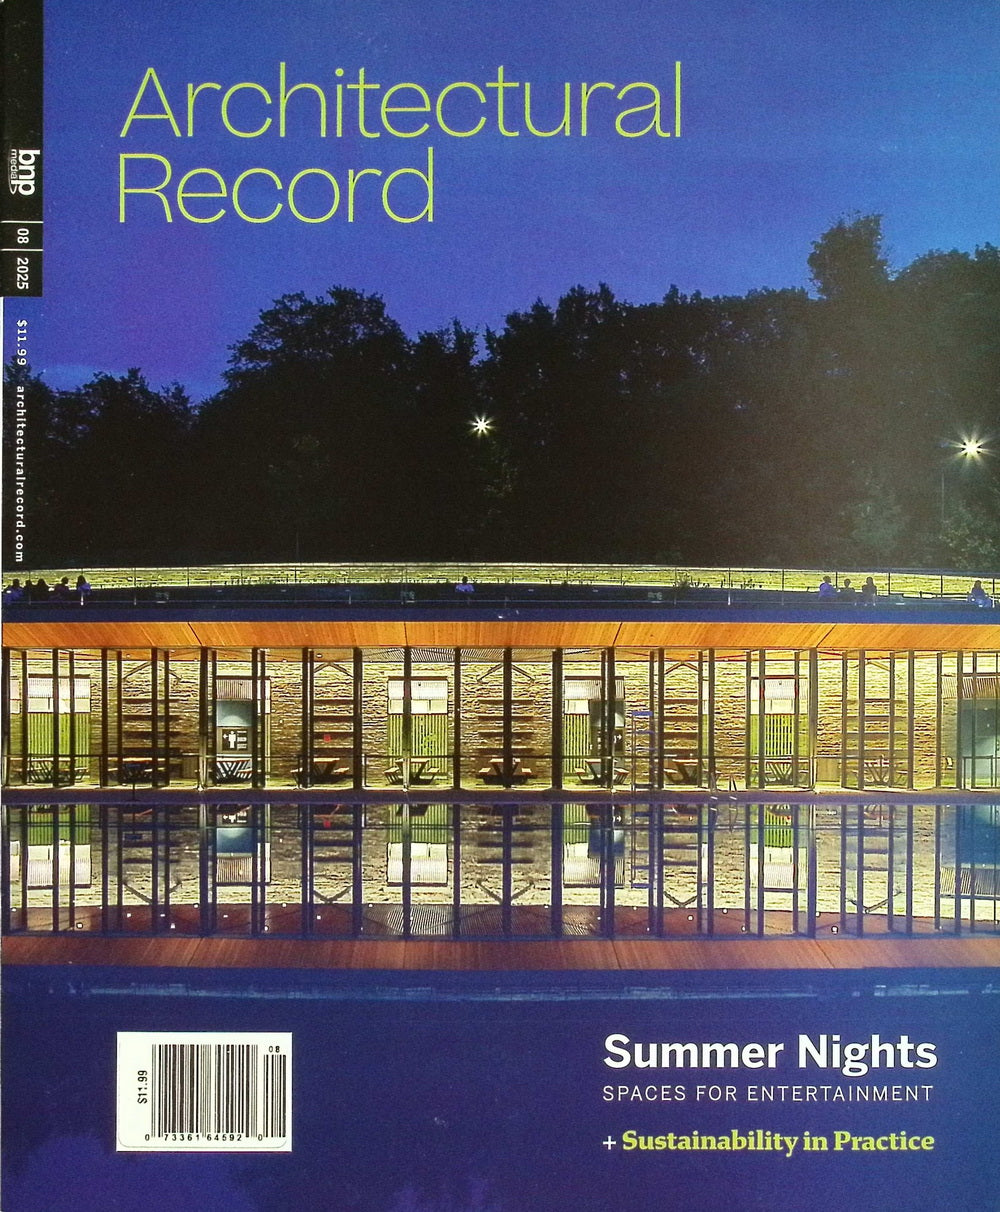 Architectural
Record
bnp
media
08
2025
$11.99
architecturalrecord.com
$11.99
08
0 73361 64592 0
Summer Nights
SPACES FOR ENTERTAINMENT
+ Sustainability in Practice